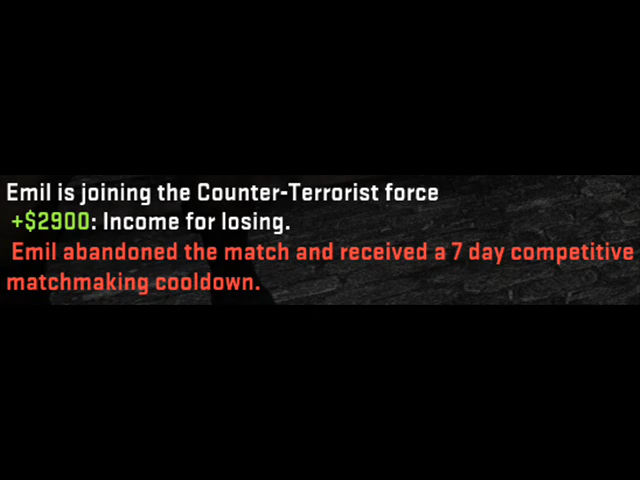 Emil is joining the Counter-Terrorist force
+$2900: Income for losing.
Emil abandoned the match and received a 7 day competitive
matchmaking cooldown.